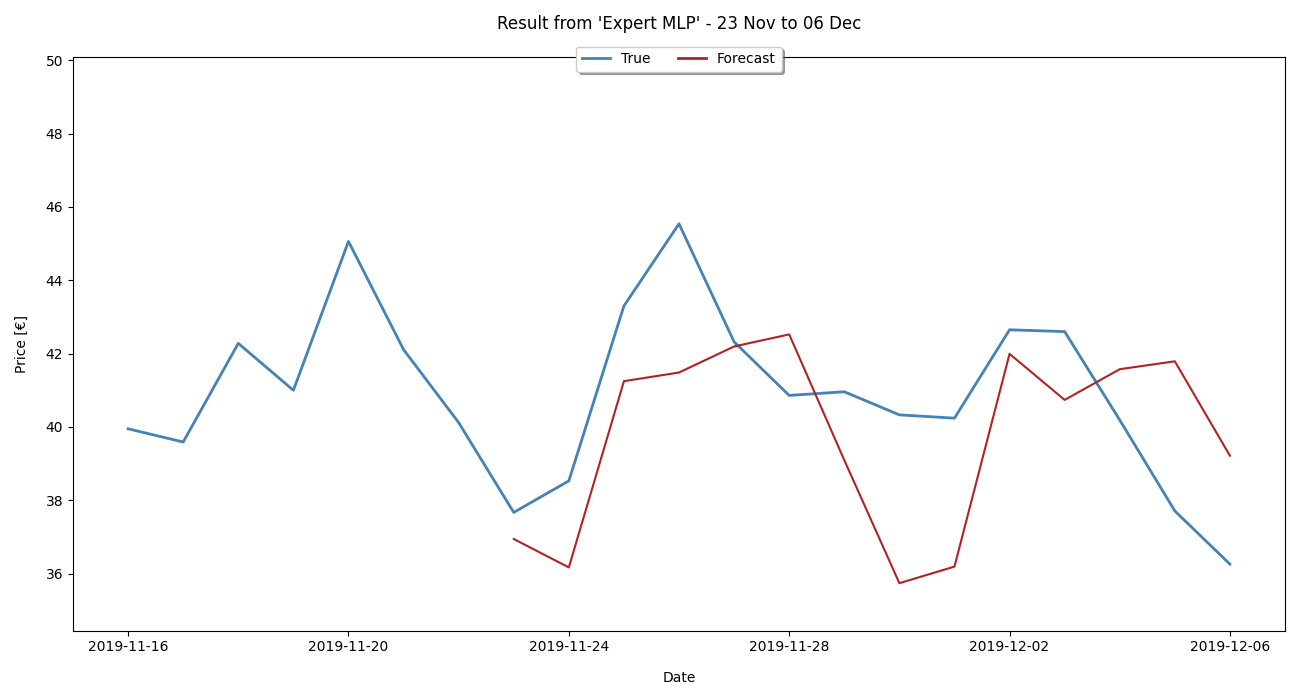 Result from 'Expert MLP' - 23 Nov to 06 Dec
True
Forecast
50
48
46
44
42
40
38
36
Price [€]
2019-11-16
2019-11-20
2019-11-24
2019-11-28
2019-12-02
2019-12-06
Date